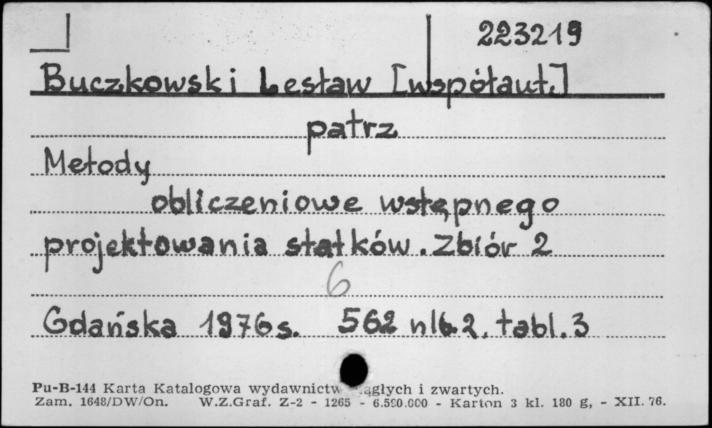 223219
Buczkowski Lesław [współaut.]
patrz
Metody
obliczeniowe wstępnego
projektowania statków. Zbiór 2
6
Gdańska 1976 s. 562 nlb. 2. tabl. 3
Pu-B-144 Karta Katalogowa wydawnictw ciągłych i zwartych.
Zam. 1648/DW/On. W.Z.Graf. Z-2 - 1265 - 6.500.000 - Karton 3 kl. 180 g, - XII. 76.